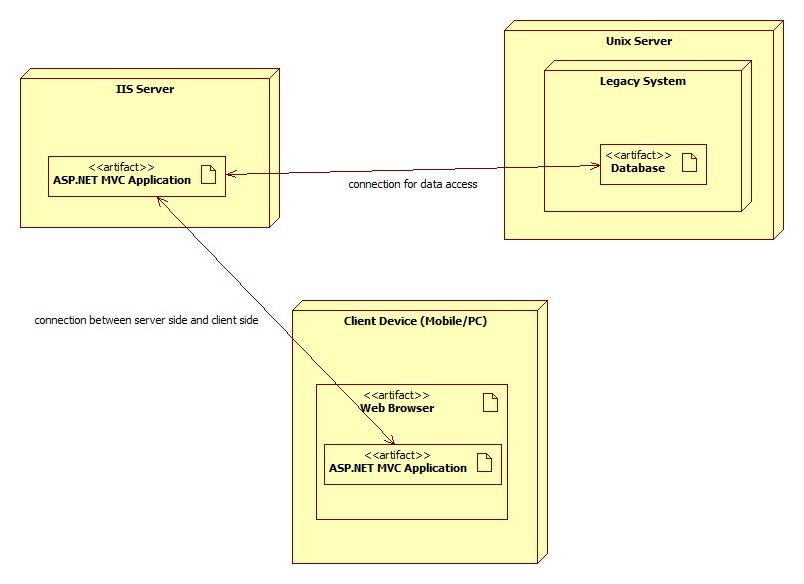 Unix Server
Legacy System
IIS Server
<<artifact>>
ASP.NET MVC Application
<<artifact>>
Database
connection for data access
connection between server side and client side
Client Device (Mobile/PC)
<<artifact>>
Web Browser
<<artifact>>
ASP.NET MVC Application